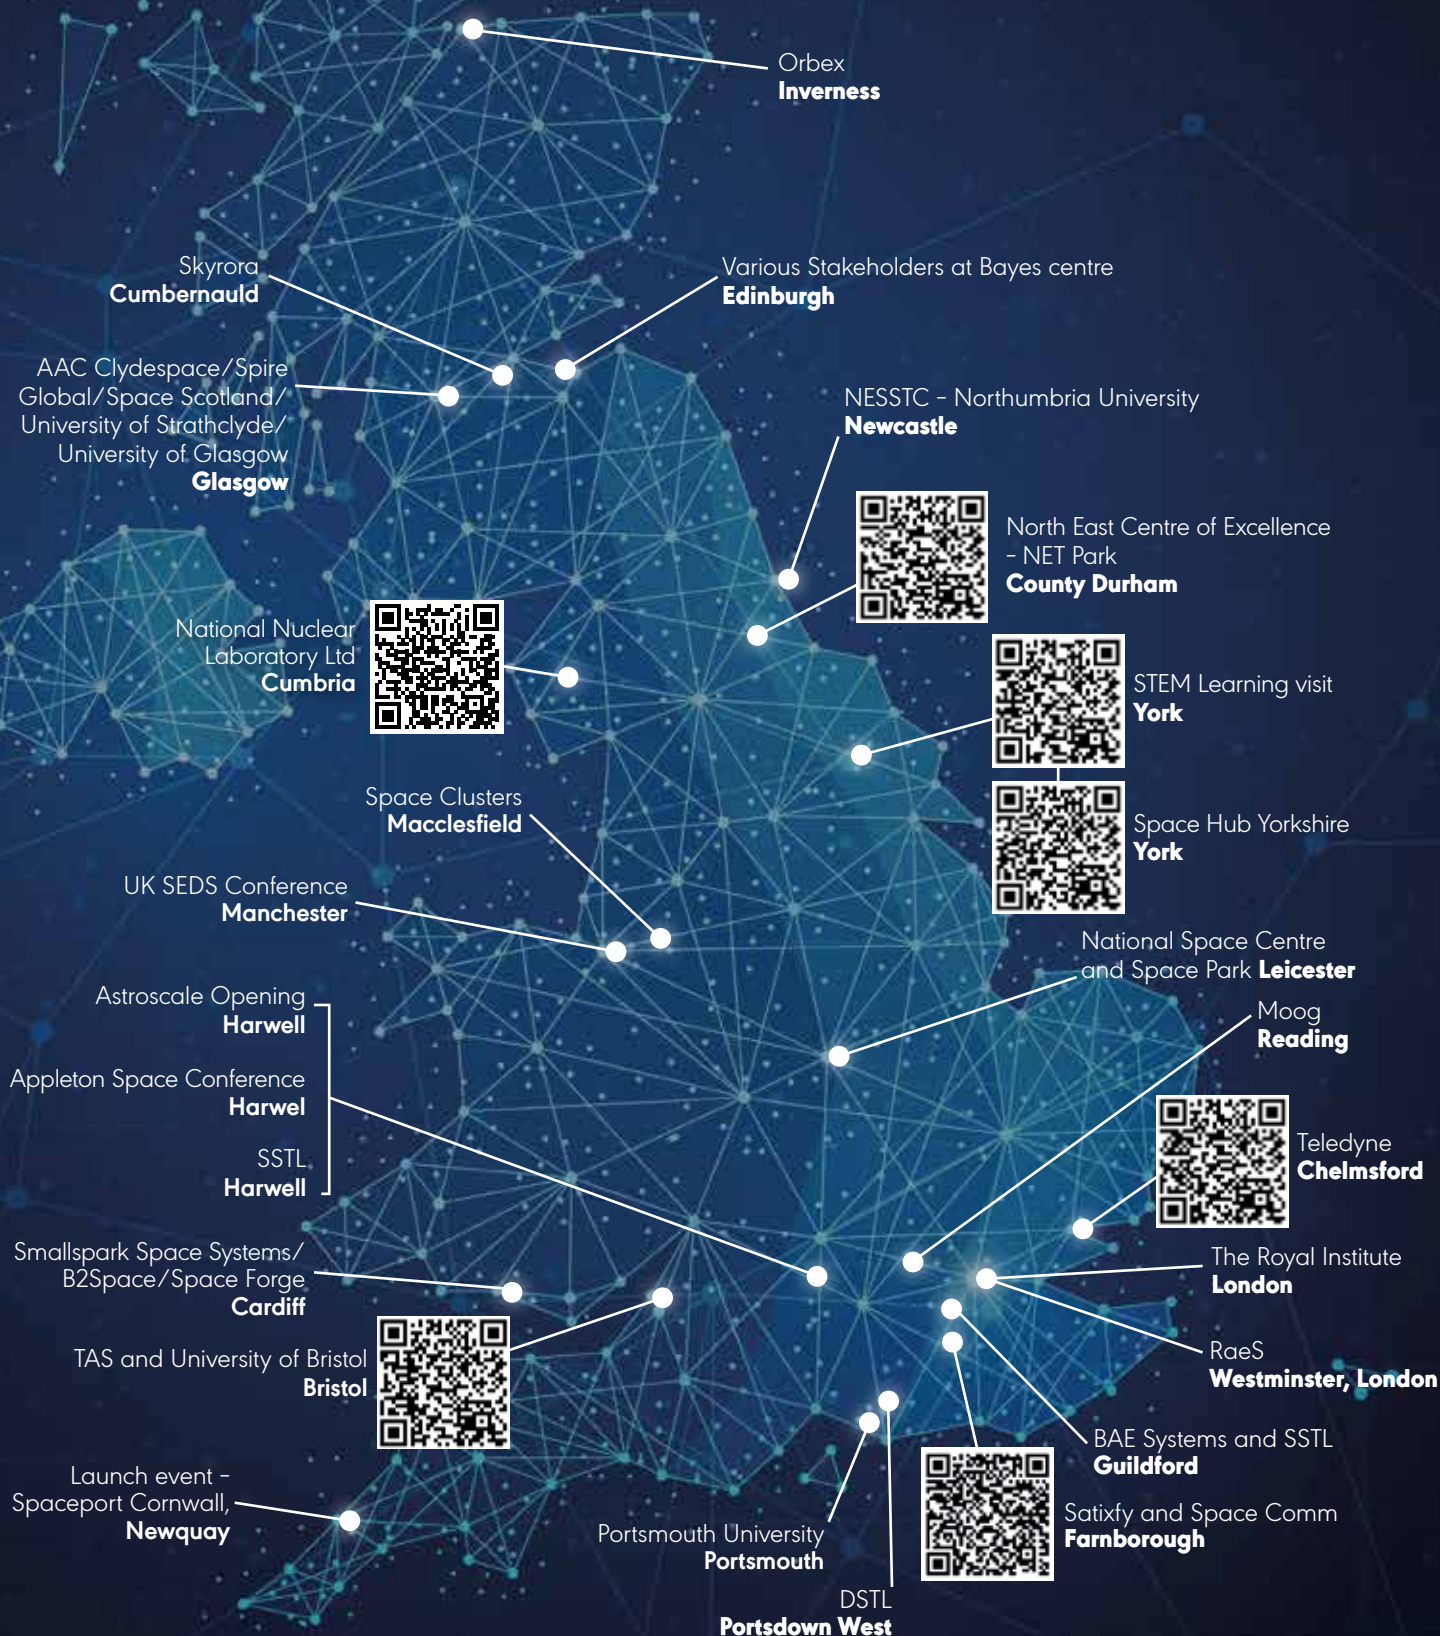 Orbex
Inverness
Skyrora
Cumbernauld
Various Stakeholders at Bayes centre
Edinburgh
AAC Clydespace/Spire
Global/Space Scotland/
University of Strathclyde/
University of Glasgow
Glasgow
NESSTC – Northumbria University
Newcastle
North East Centre of Excellence
– NET Park
County Durham
National Nuclear
Laboratory Ltd
Cumbria
STEM Learning visit
York
Space Clusters
Macclesfield
Space Hub Yorkshire
York
UK SEDS Conference
Manchester
National Space Centre
and Space Park Leicester
Astroscale Opening
Harwell
Moog
Reading
Appleton Space Conference
Harwel
Teledyne
Chelmsford
SSTL
Harwell
Smallspark Space Systems/
B2Space/Space Forge
Cardiff
The Royal Institute
London
TAS and University of Bristol
Bristol
RaeS
Westminster, London
BAE Systems and SSTL
Guildford
Launch event –
Spaceport Cornwall,
Newquay
Satixfy and Space Comm
Farnborough
Portsmouth University
Portsmouth
DSTL
Portsdown West